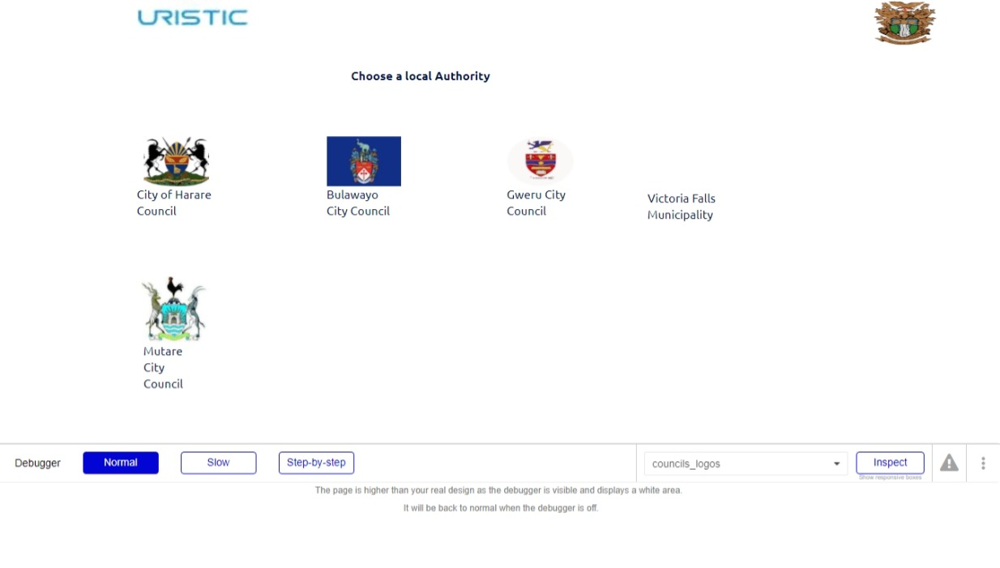 URISTIC
Choose a local Authority
City of Harare
Council
Bulawayo
City Council
Gweru City
Council
Victoria Falls
Municipality
Mutare
City
Council
Debugger
Normal
Slow
Step-by-step
councils_logos
Inspect
Show responsive boxes
The page is higher than your real design as the debugger is visible and displays a white area.
It will be back to normal when the debugger is off.